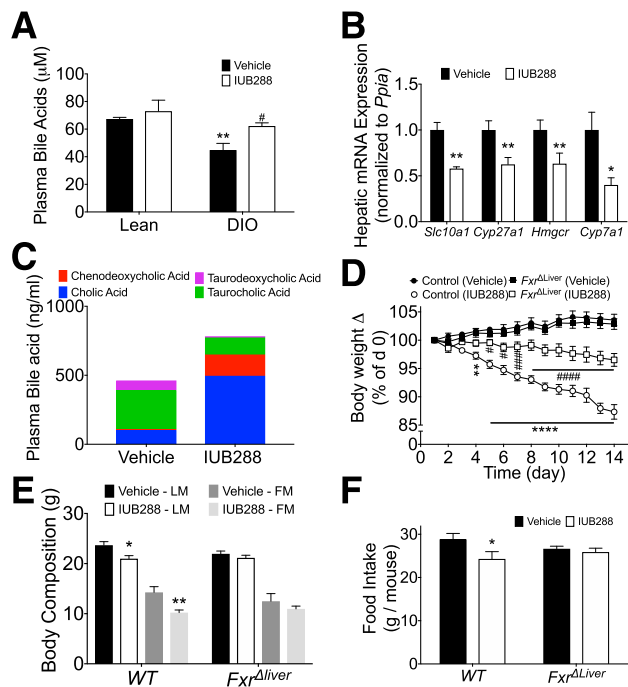 A
Plasma Bile Acids (μM)
Vehicle
IUB288
100
80
60
40
20
0
**
#
Lean
DIO
B
Hepatic mRNA Expression
(normalized to Ppia)
Vehicle
IUB288
1.5
1.0
0.5
0.0
**
**
**
*
Slc10a1
Cyp27a1
Hmgcr
Cyp7a1
C
Chenodeoxycholic Acid
Taurodeoxycholic Acid
Cholic Acid
Taurocholic Acid
Plasma Bile acid (ng/ml)
1000
500
0
Vehicle
IUB288
D
Control (Vehicle)
FxrΔLiver (Vehicle)
Control (IUB288)
FxrΔLiver (IUB288)
Body weight Δ
(% of d 0)
105
100
95
90
85
0
**
####
****
0
2
4
6
8
10
12
14
Time (day)
E
Vehicle - LM
Vehicle - FM
IUB288 - LM
IUB288 - FM
Body Composition (g)
30
20
10
0
*
**
WT
FxrΔliver
F
Vehicle
IUB288
Food Intake
(g / mouse)
30
20
10
0
*
WT
FxrΔLiver